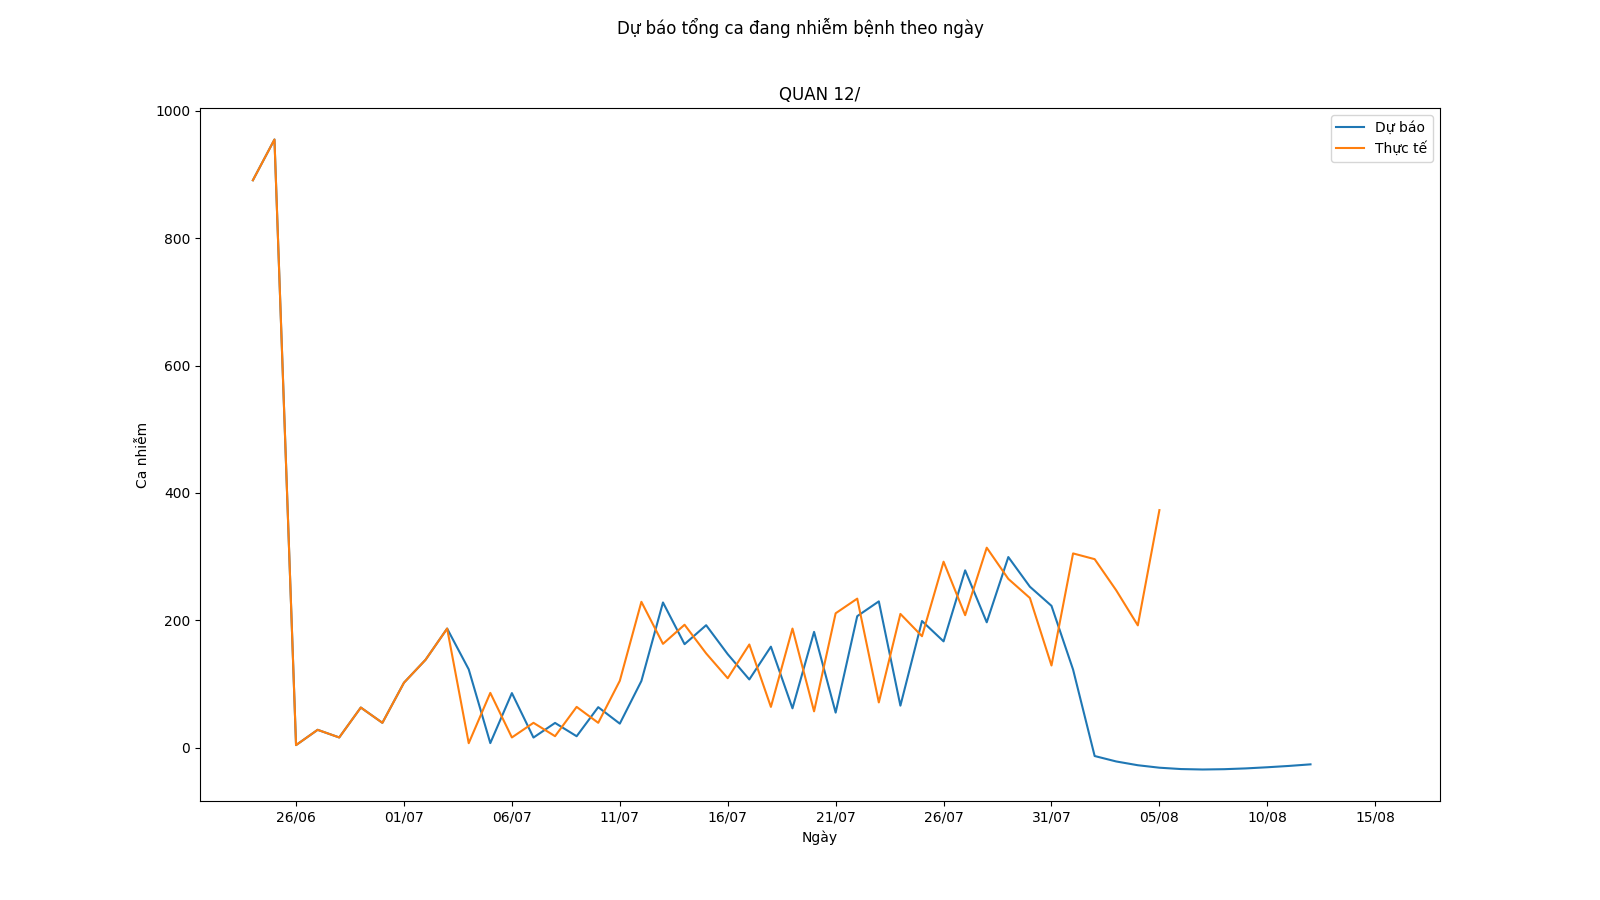 Dự báo tổng ca đang nhiễm bệnh theo ngày
QUAN 12/
Dự báo
Thực tế
Ca nhiễm
1000
800
600
400
200
0
26/06 01/07 06/07 11/07 16/07 21/07 26/07 31/07 05/08 10/08 15/08
Ngày